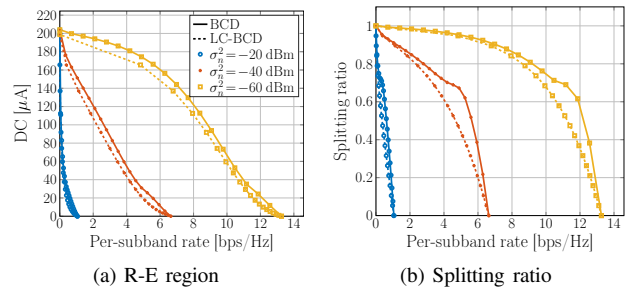 BCD
LC-BCD
σ_n^2=−20 dBm
σ_n^2=−40 dBm
σ_n^2=−60 dBm
DC [μA]
220
200
180
160
140
120
100
80
60
40
20
0
0 2 4 6 8 10 12 14
Per-subband rate [bps/Hz]
(a) R-E region
Splitting ratio
1
0.8
0.6
0.4
0.2
0
0 2 4 6 8 10 12 14
Per-subband rate [bps/Hz]
(b) Splitting ratio